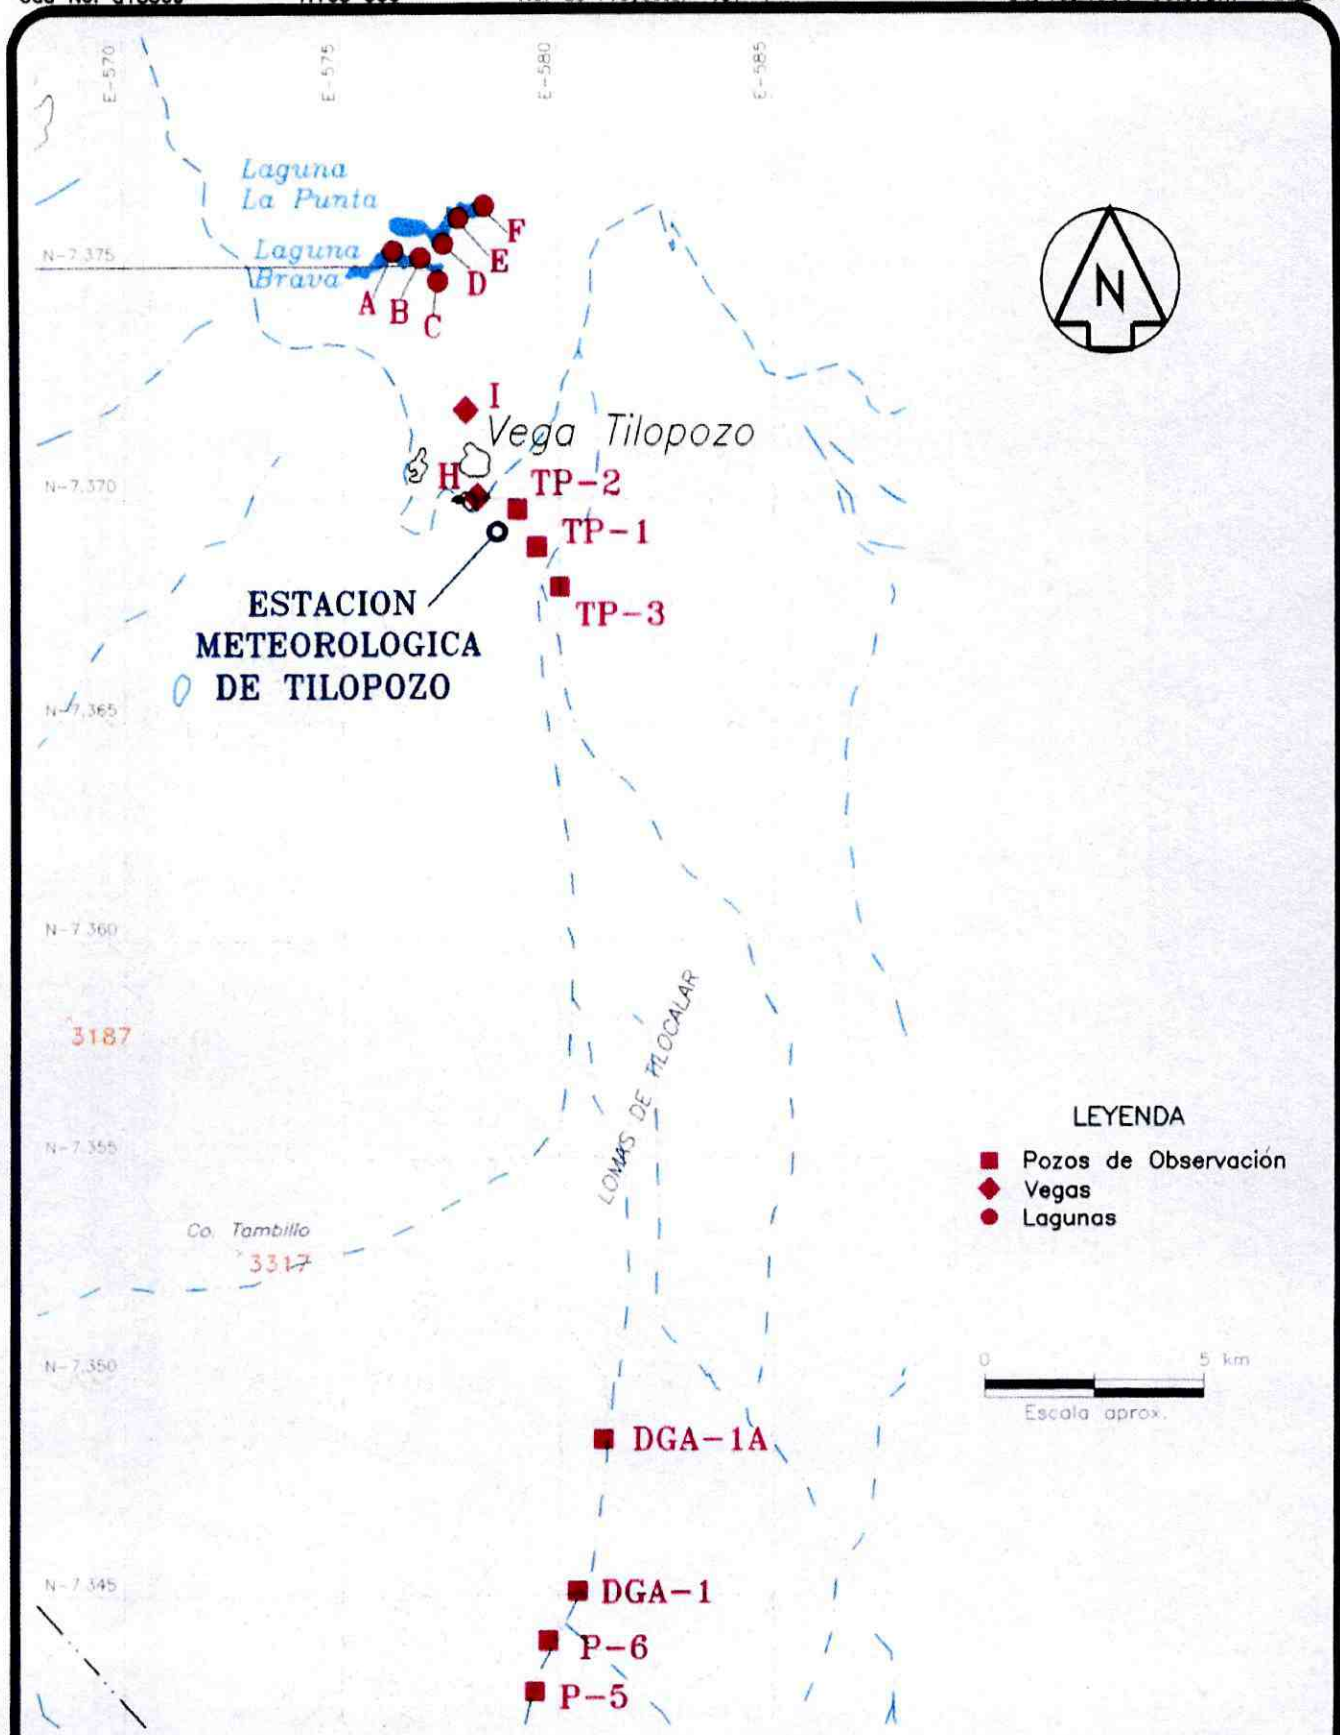 E-570
E-575
E-580
E-585
Laguna
La Punta
F
N-7.375
Laguna
Brava
E
D
A
B
C
N
I
Vega Tilopozo
H
N-7.370
TP-2
TP-1
ESTACION
METEOROLOGICA
DE TILOPOZO
TP-3
N-7.365
N-7.360
3187
LOMAS DE TILOCALAR
LEYENDA
N-7.355
Pozos de Observación
Vegas
Lagunas
Co. Tambillo
3317
N-7.350
0 5 km
Escala aprox.
DGA-1A
N-7.345
DGA-1
P-6
P-5